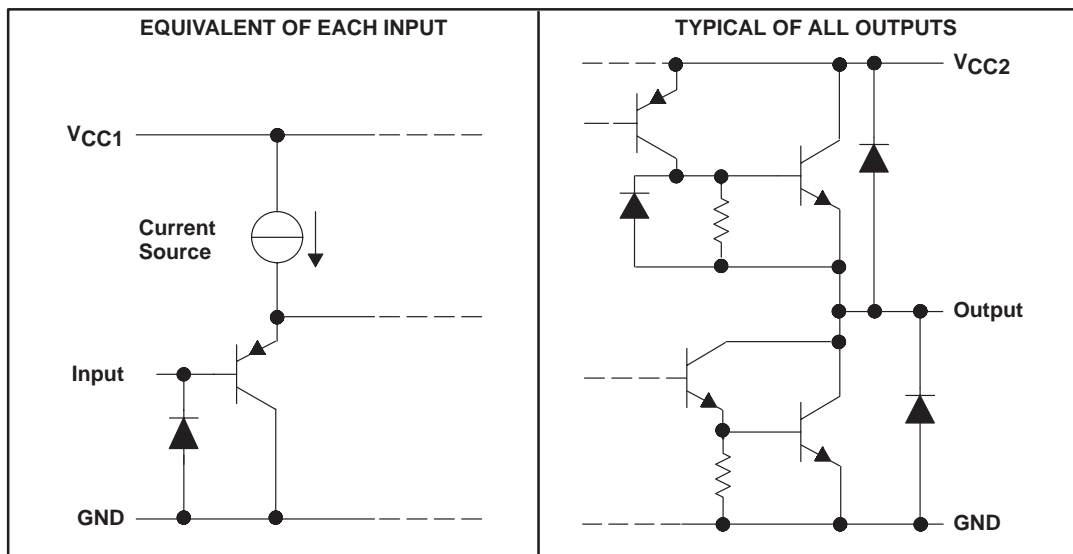 EQUIVALENT OF EACH INPUT
VCC1
Current
Source
Input
GND
TYPICAL OF ALL OUTPUTS
VCC2
Output
GND